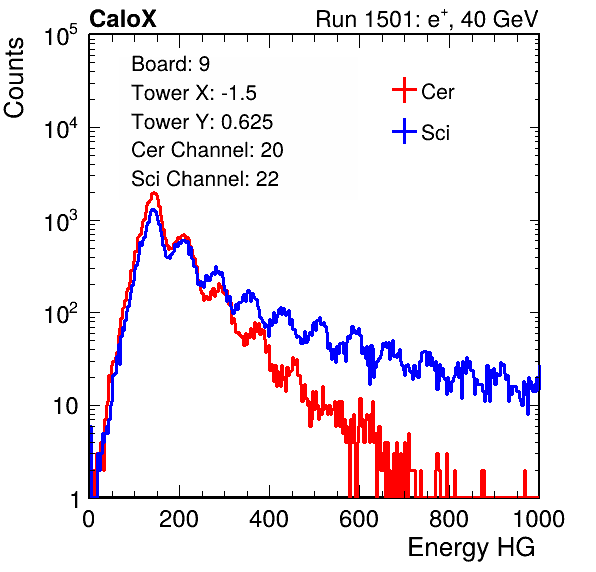 CaloX
Run 1501: e+, 40 GeV
Counts
10^5
10^4
10^3
10^2
10
1
Board: 9
Tower X: -1.5
Tower Y: 0.625
Cer Channel: 20
Sci Channel: 22
Cer
Sci
0 200 400 600 800 1000
Energy HG